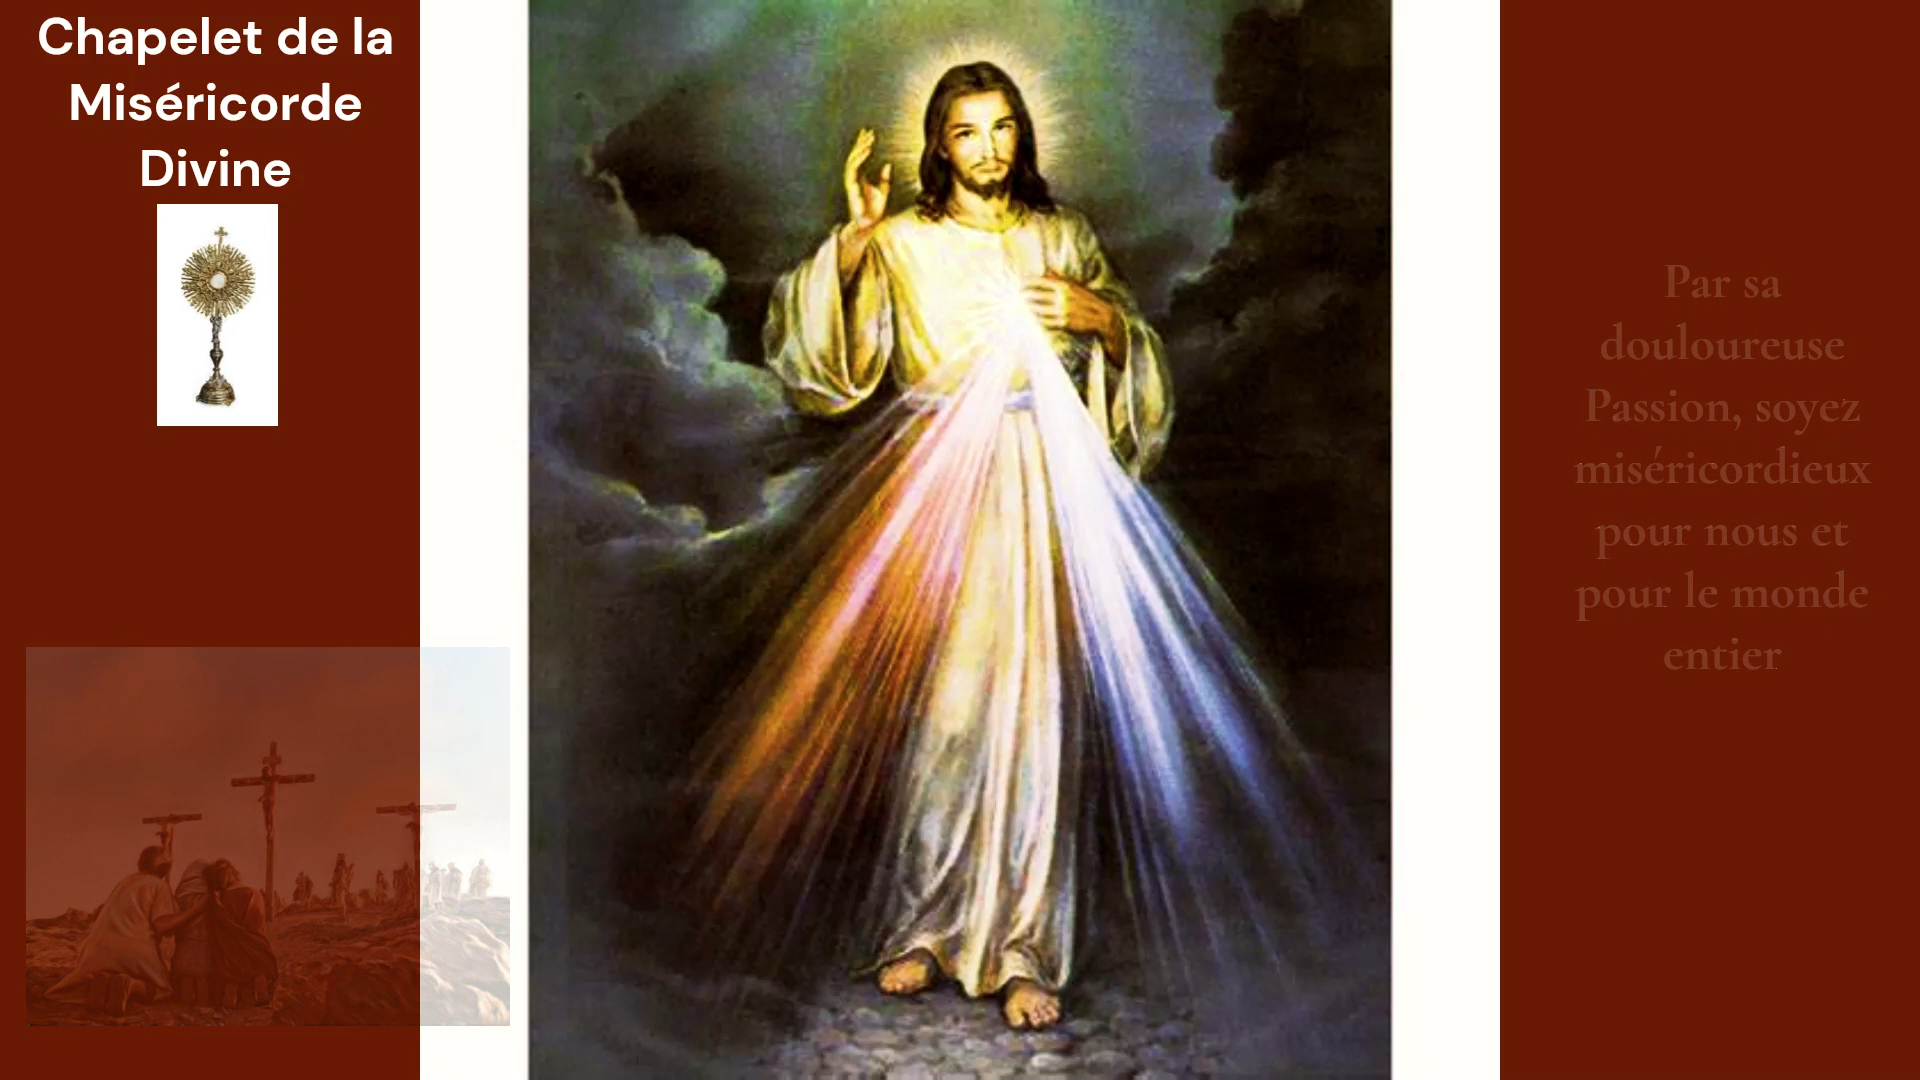 Chapelet de la
Miséricorde
Divine
Par sa
douloureuse
Passion, soyez
miséricordieux
pour nous et
pour le monde
entier